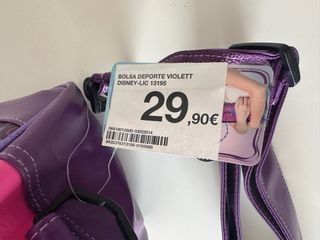 BOLSA DEPORTE VIOLETT
DISNEY-LIC 13195
29,90€